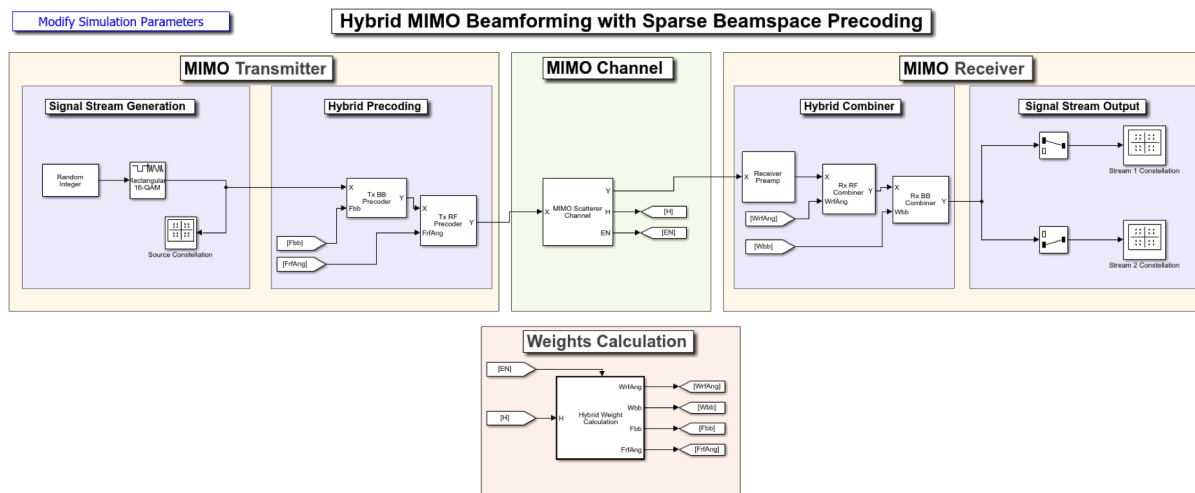 Modify Simulation Parameters
Hybrid MIMO Beamforming with Sparse Beamspace Precoding
MIMO Transmitter
Signal Stream Generation
Random
Integer
Rectangular
16-QAM
Source Constellation
Hybrid Precoding
X
Fbb
Tx BB
Precoder
Y
X
FrfAng
Tx RF
Precoder
Y
[Fbb]
[FrfAng]
MIMO Channel
X
MIMO Scatterer
Channel
Y
H
EN
[H]
[EN]
MIMO Receiver
Hybrid Combiner
X
Receiver
Preamp
X
WrfAng
Rx RF
Combiner
Y
X
Wbb
Rx BB
Combiner
Y
[WrfAng]
[Wbb]
Signal Stream Output
Stream 1 Constellation
Stream 2 Constellation
Weights Calculation
[EN]
[H]
H
Hybrid Weight
Calculation
WrfAng
Wbb
Fbb
FrfAng
[WrfAng]
[Wbb]
[Fbb]
[FrfAng]